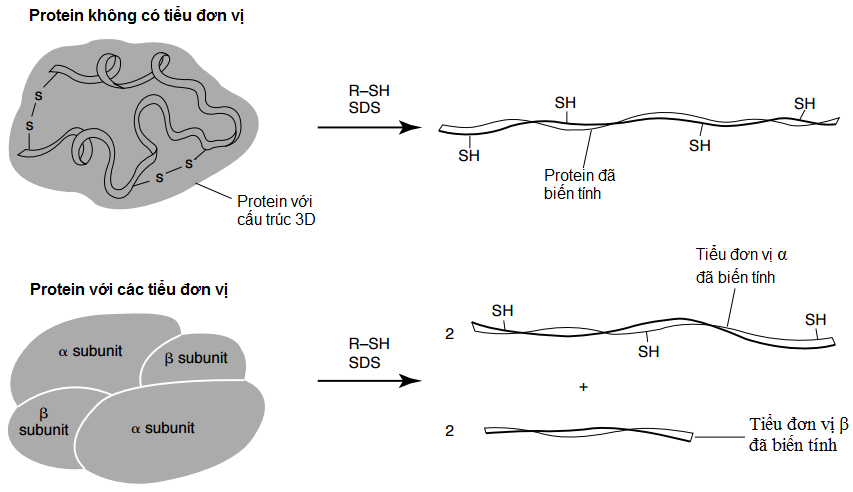 Protein không có tiểu đơn vị
S
S
S
S
R–SH
SDS
SH
SH
SH
SH
Protein đã
biến tính
Protein với
cấu trúc 3D
Protein với các tiểu đơn vị
α subunit
β subunit
β
subunit
α subunit
R–SH
SDS
Tiểu đơn vị α
đã biến tính
2
SH
SH
SH
+
2
Tiểu đơn vị β
đã biến tính